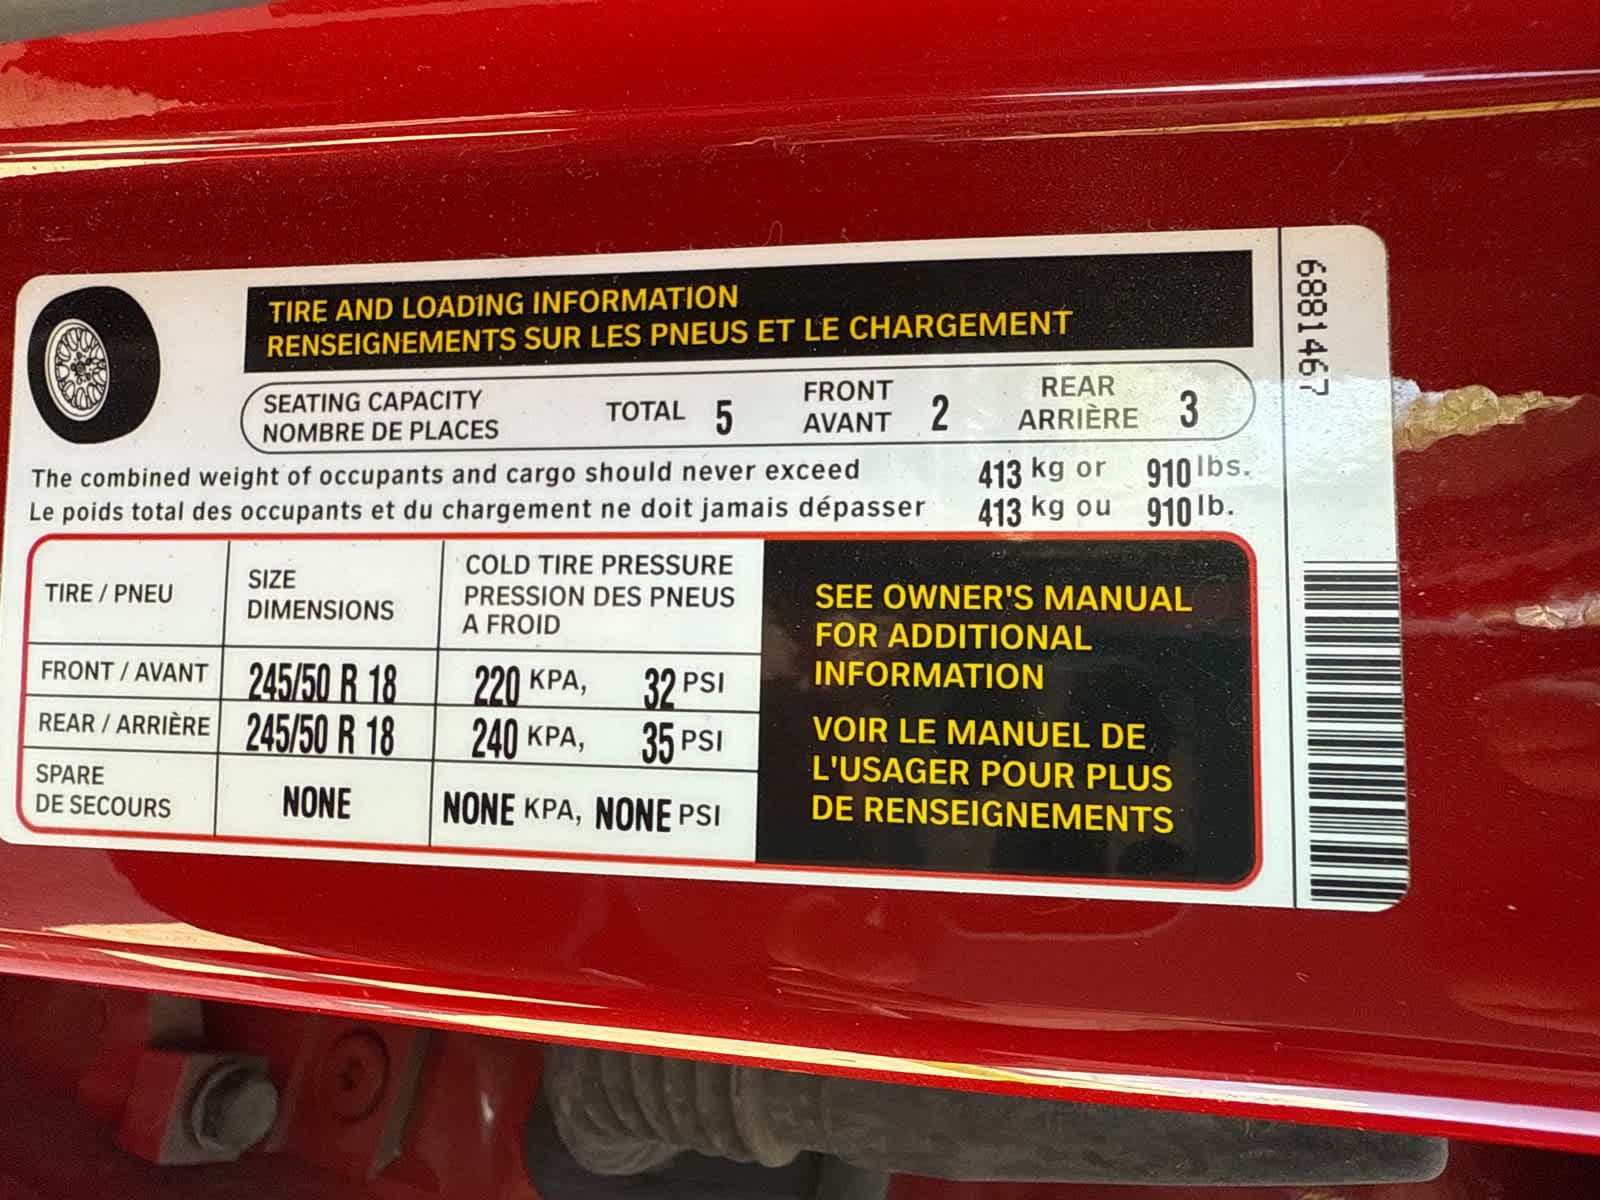 TIRE AND LOADING INFORMATION
RENSEIGNEMENTS SUR LES PNEUS ET LE CHARGEMENT
SEATING CAPACITY
NOMBRE DE PLACES
TOTAL 5
FRONT
AVANT
2
REAR
ARRIÈRE
3
The combined weight of occupants and cargo should never exceed 413 kg or 910 lbs.
Le poids total des occupants et du chargement ne doit jamais dépasser 413 kg ou 910 lb.
TIRE / PNEU
SIZE
DIMENSIONS
COLD TIRE PRESSURE
PRESSION DES PNEUS
A FROID
FRONT / AVANT 245/50 R 18 220 KPA, 32 PSI
REAR / ARRIÈRE 245/50 R 18 240 KPA, 35 PSI
SPARE
DE SECOURS
NONE NONE KPA, NONE PSI
SEE OWNER'S MANUAL
FOR ADDITIONAL
INFORMATION
VOIR LE MANUEL DE
L'USAGER POUR PLUS
DE RENSEIGNEMENTS
6881467